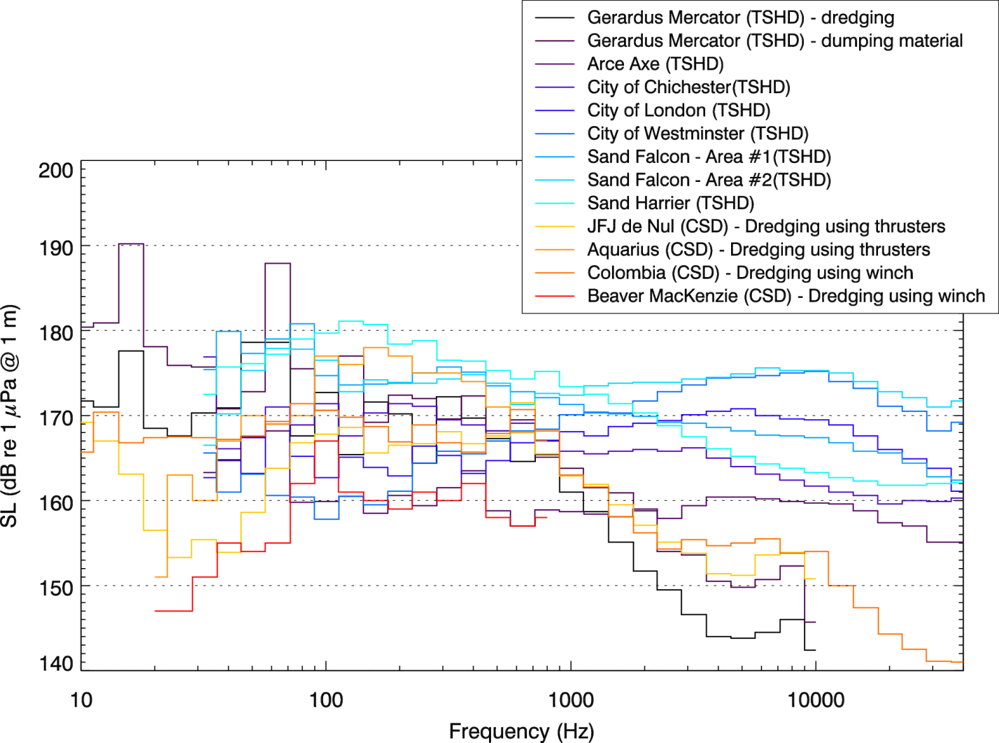 Gerardus Mercator (TSHD) - dredging
Gerardus Mercator (TSHD) - dumping material
Arce Axe (TSHD)
City of Chichester(TSHD)
City of London (TSHD)
City of Westminster (TSHD)
Sand Falcon - Area #1(TSHD)
Sand Falcon - Area #2(TSHD)
Sand Harrier (TSHD)
JFJ de Nul (CSD) - Dredging using thrusters
Aquarius (CSD) - Dredging using thrusters
Colombia (CSD) - Dredging using winch
Beaver MacKenzie (CSD) - Dredging using winch
SL (dB re 1 μPa @ 1 m)
200
190
180
170
160
150
140
10 100 1000 10000
Frequency (Hz)